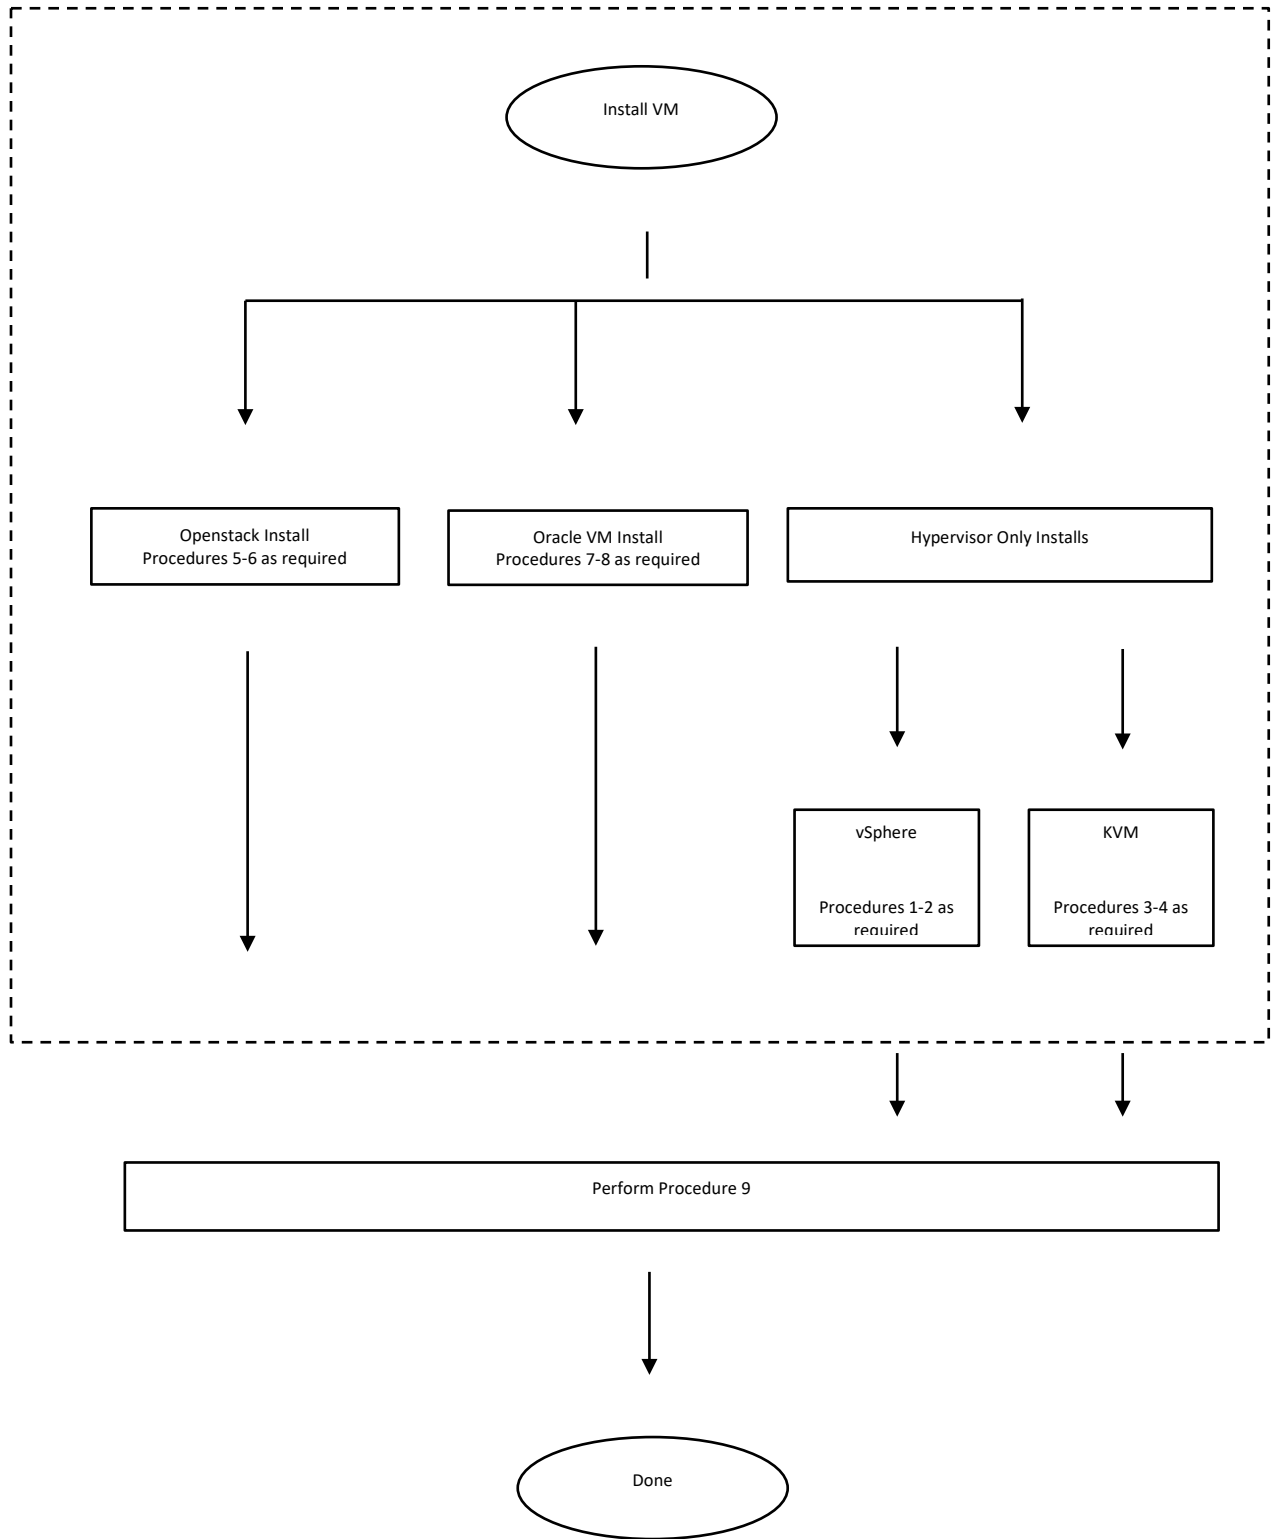 Install VM
Openstack Install
Procedures 5-6 as required
Oracle VM Install
Procedures 7-8 as required
Hypervisor Only Installs
vSphere
Procedures 1-2 as
required
KVM
Procedures 3-4 as
required
Perform Procedure 9
Done